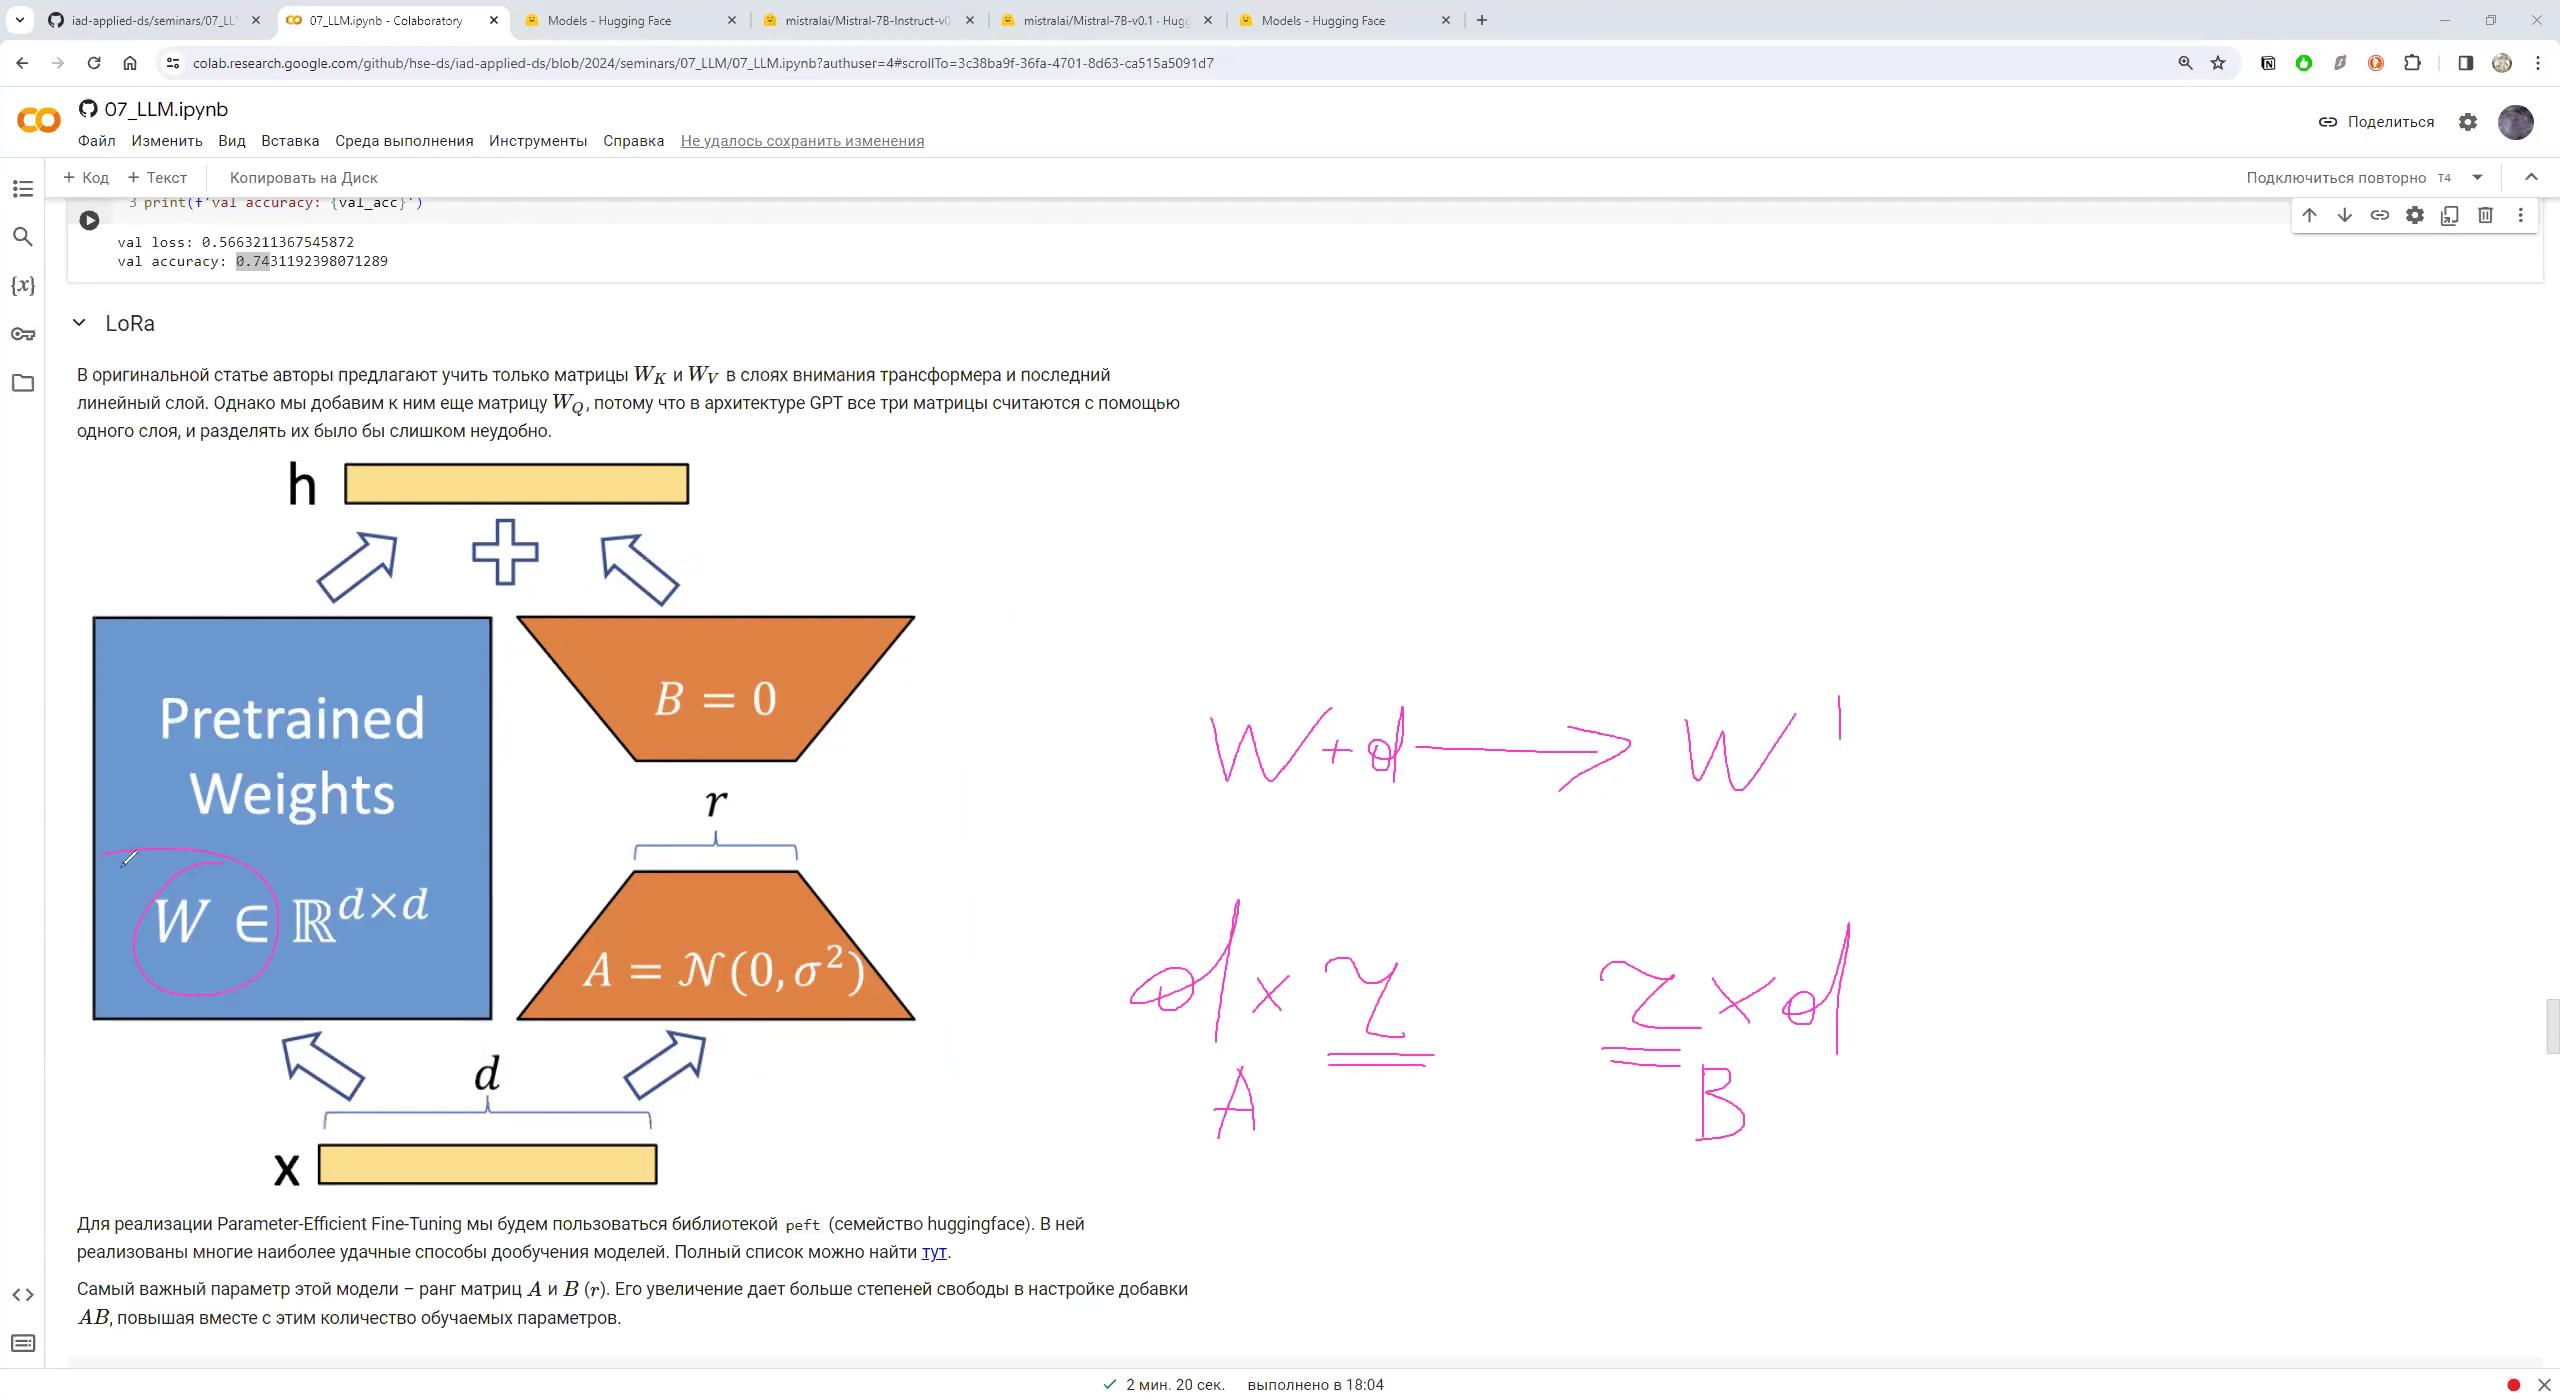 iad-applied-ds/seminars/07_LL
07_LLM.ipynb - Colaboratory
Models - Hugging Face
mistralai/Mistral-7B-Instruct-v0
mistralai/Mistral-7B-v0.1 · Hugg
Models - Hugging Face
colab.research.google.com/github/hse-ds/iad-applied-ds/blob/2024/seminars/07_LLM/07_LLM.ipynb?authuser=4#scrollTo=3c38ba9f-36fa-4701-8d63-ca515a5091d7
07_LLM.ipynb
Поделиться
Файл Изменить Вид Вставка Среда выполнения Инструменты Справка Не удалось сохранить изменения
+ Код + Текст Копировать на Диск
Подключиться повторно T4
3 print(f'val accuracy: {val_acc}')
val loss: 0.5663211367545872
val accuracy: 0.7431192398071289
LoRa
В оригинальной статье авторы предлагают учить только матрицы W_K и W_V в слоях внимания трансформера и последний
линейный слой. Однако мы добавим к ним еще матрицу W_Q, потому что в архитектуре GPT все три матрицы считаются с помощью
одного слоя, и разделять их было бы слишком неудобно.
h
Pretrained
Weights
W ∈ ℝ^{d×d}
B = 0
r
A = 𝒩(0, σ²)
d
x
W + d → W'
d × r
r × d
A
B
Для реализации Parameter-Efficient Fine-Tuning мы будем пользоваться библиотекой peft (семейство huggingface). В ней
реализованы многие наиболее удачные способы дообучения моделей. Полный список можно найти тут.
Самый важный параметр этой модели – ранг матриц A и B (r). Его увеличение дает больше степеней свободы в настройке добавки
AB, повышая вместе с этим количество обучаемых параметров.
2 мин. 20 сек. выполнено в 18:04